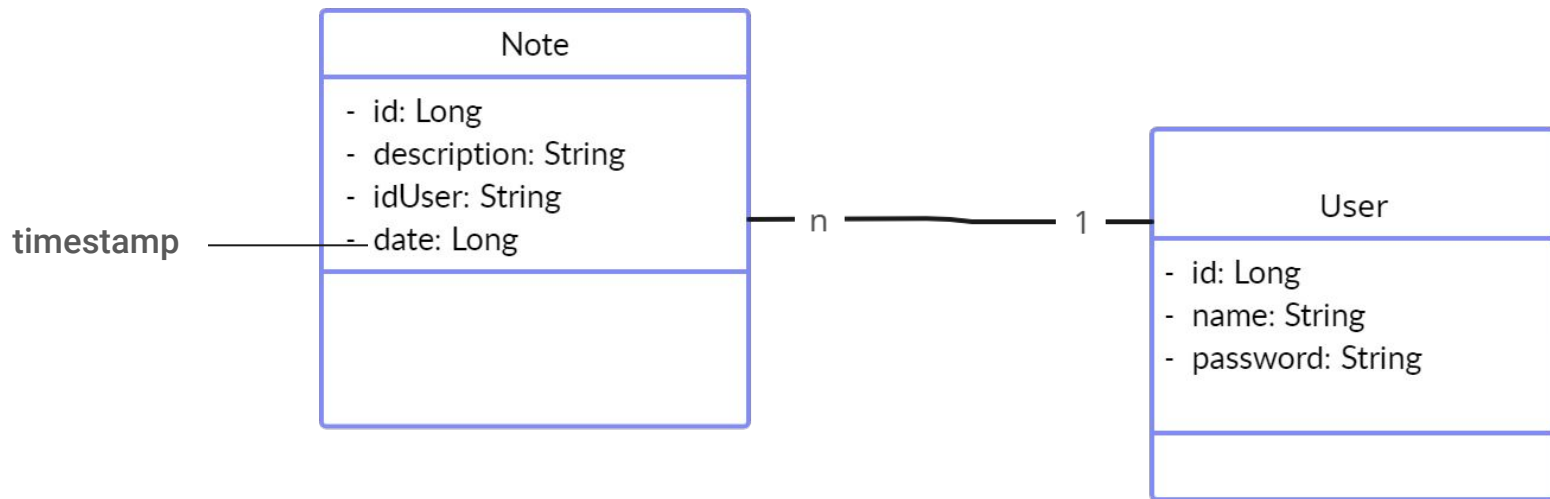 Note
- id: Long
- description: String
- idUser: String
- date: Long
timestamp
n
1
User
- id: Long
- name: String
- password: String